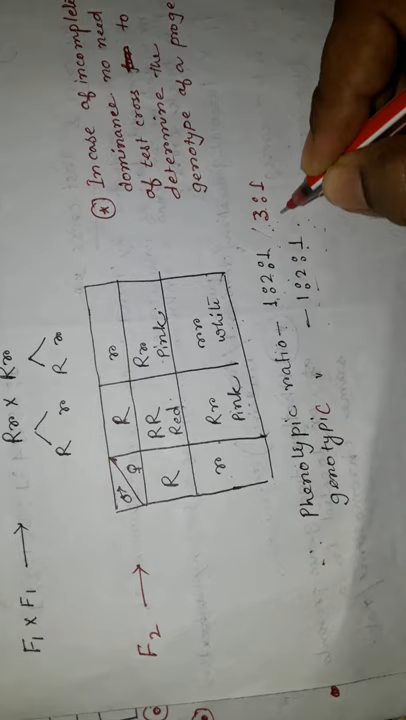 F₁ x F₁ → Rr x Rr
R r R r
F₂ →
♂ ♀ R r
R RR Red. Rr Pink.
r Rr Pink rr white
(*) In case of incomplete
dominance no need
of test cross to
determine the
genotype of a
∴ Phenotypic ratio - 1:2:1 / 3:1
genotypic " - 1:2:1.